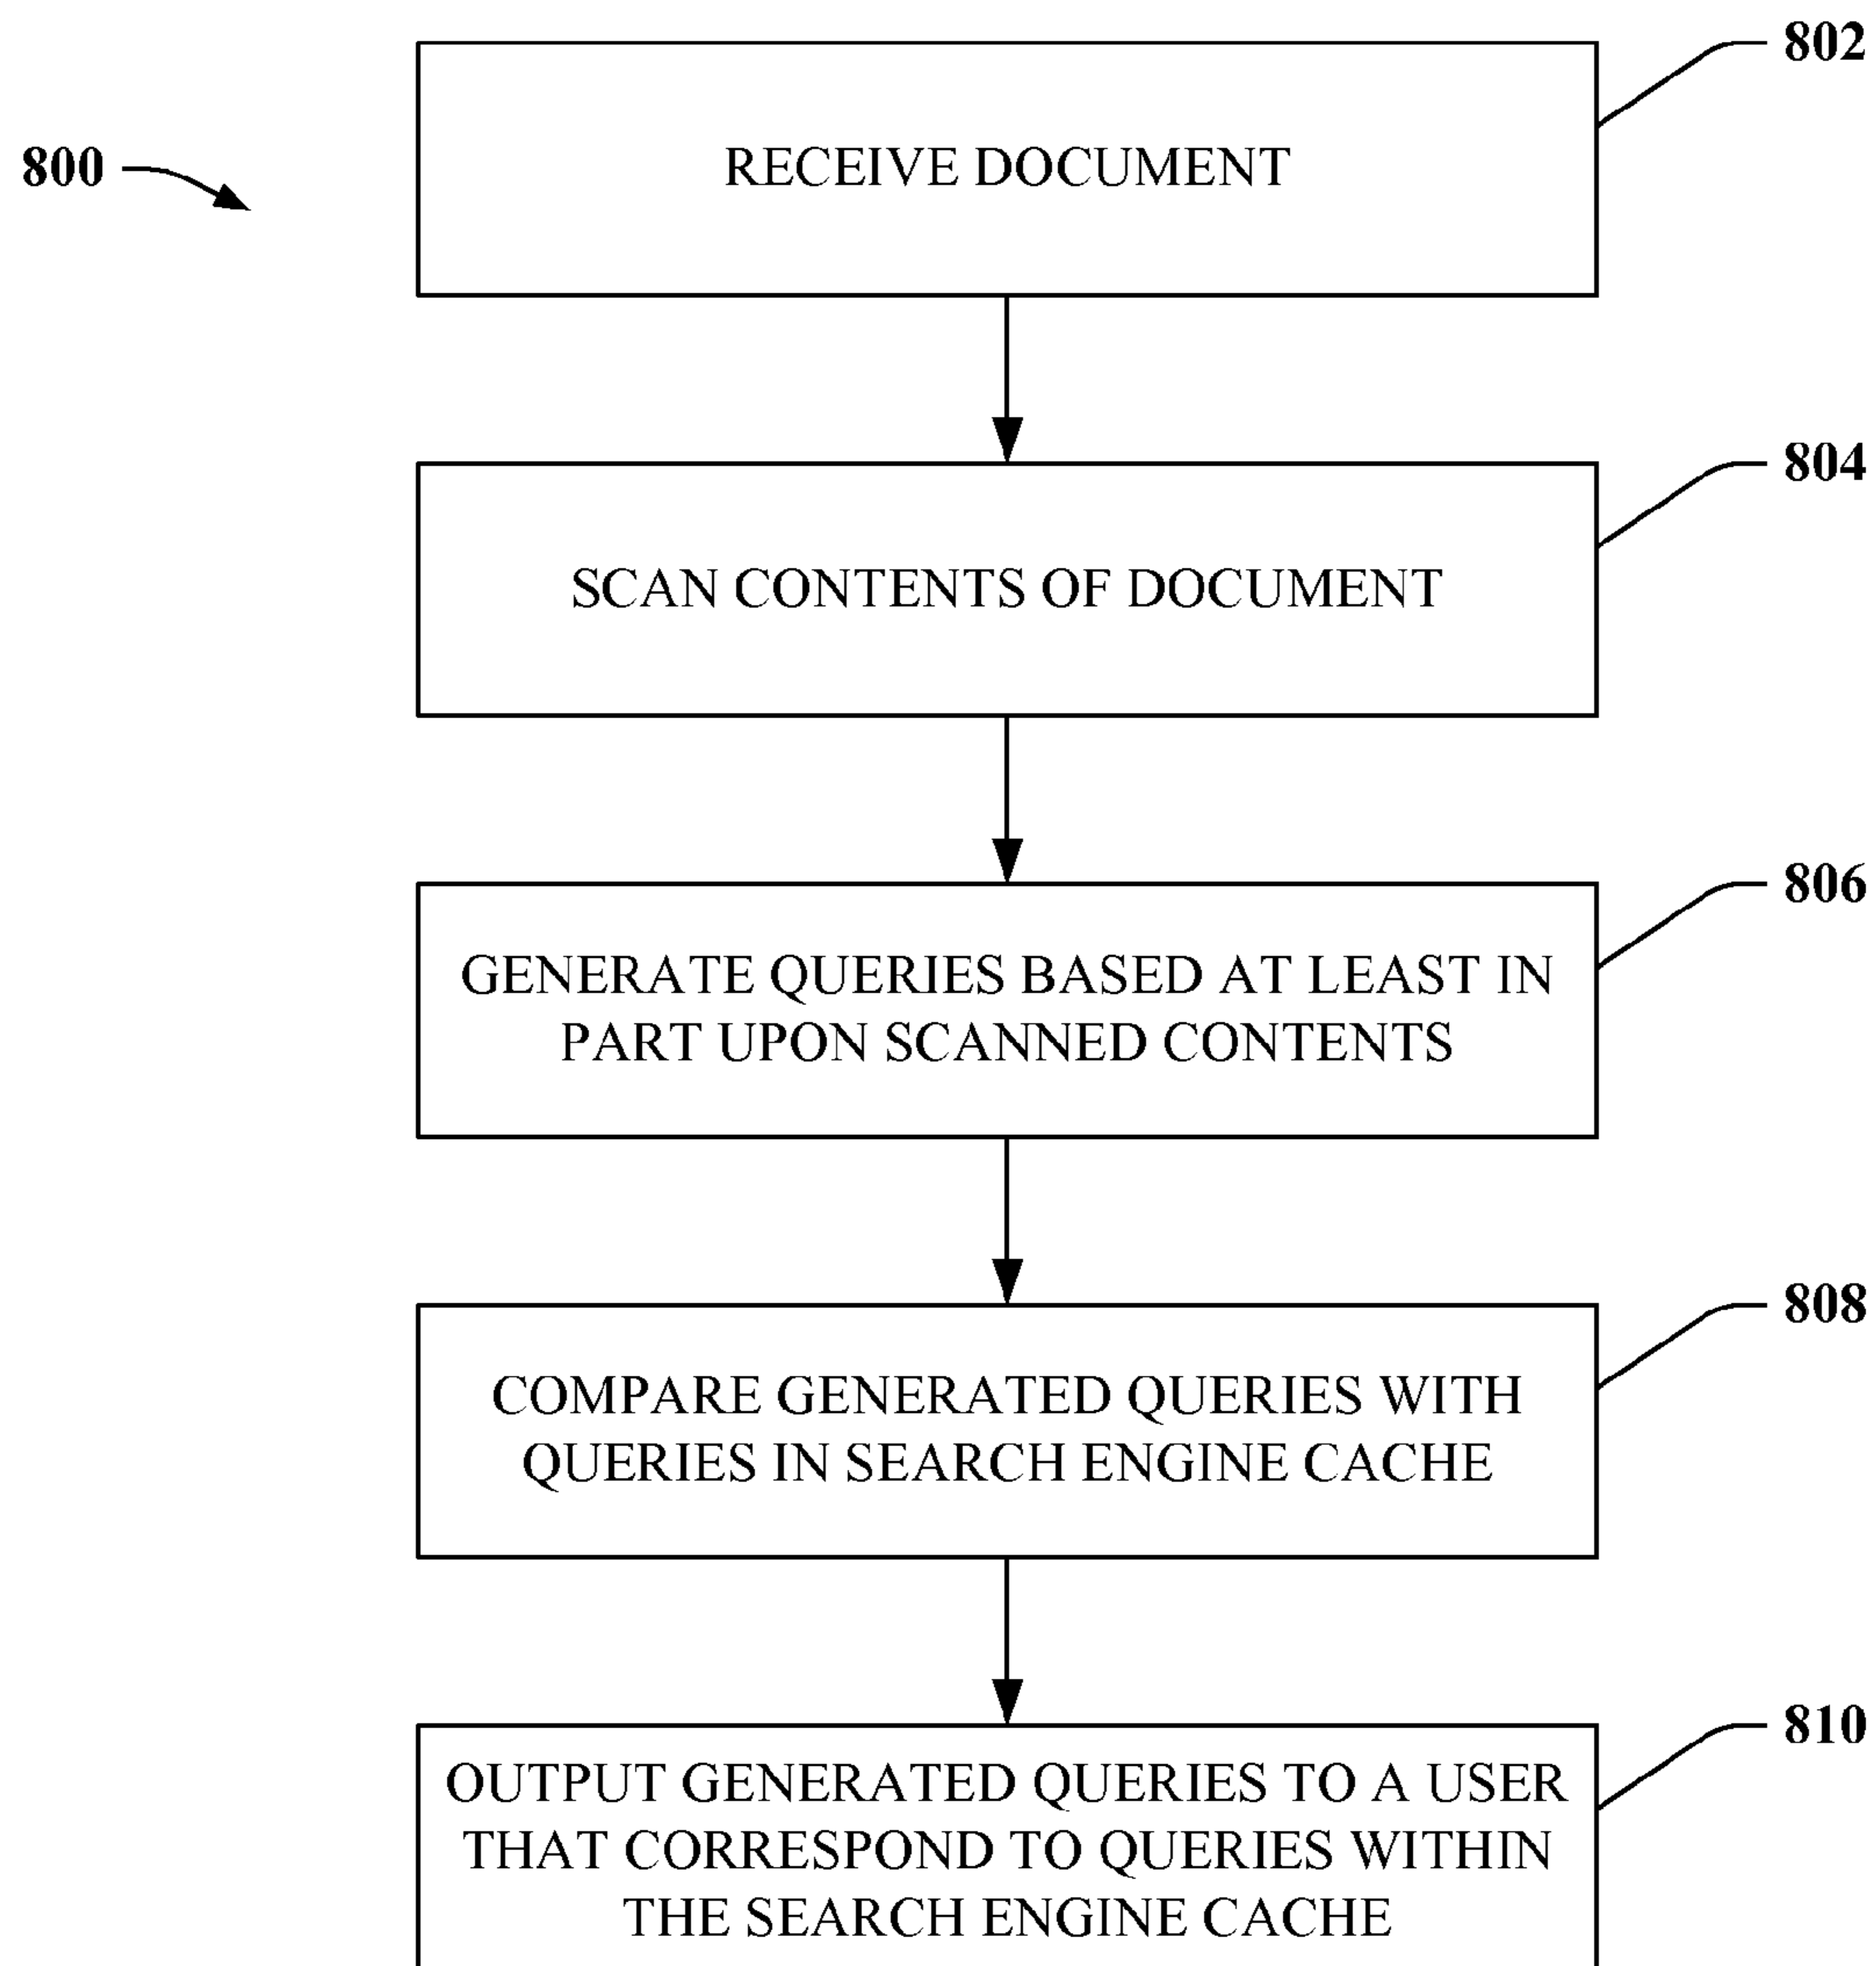 802
800
RECEIVE DOCUMENT
804
SCAN CONTENTS OF DOCUMENT
806
GENERATE QUERIES BASED AT LEAST IN
PART UPON SCANNED CONTENTS
808
COMPARE GENERATED QUERIES WITH
QUERIES IN SEARCH ENGINE CACHE
810
OUTPUT GENERATED QUERIES TO A USER
THAT CORRESPOND TO QUERIES WITHIN
THE SEARCH ENGINE CACHE